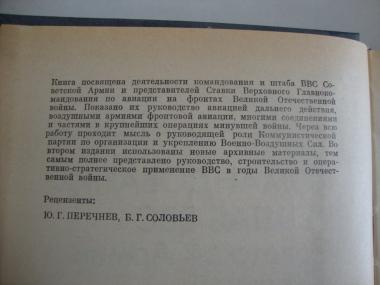 Книга посвящена деятельности командования и штаба ВВС Со-
ветской Армии и представителей Ставки Верховного Главноко-
мандования по авиации на фронтах Великой Отечественной
войны. Показано их руководство авиацией дальнего действия,
воздушными армиями фронтовой авиации, многими соединениями
и частями в крупнейших операциях минувшей войны. Через всю
работу проходит мысль о руководящей роли Коммунистической
партии по организации и укреплению Военно-Воздушных Сил. Во
втором издании использованы новые архивные материалы, тем
самым полнее представлено руководство, строительство и опера-
тивно-стратегическое применение ВВС в годы Великой Отечест-
венной войны.
Рецензенты:
Ю. Г. ПЕРЕЧНЕВ, Б. Г. СОЛОВЬЕВ